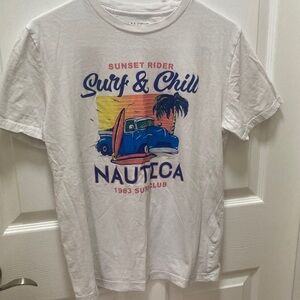 SUNSET RIDER
Surf & Chill
NAUTICA
1983 SURF CLUB